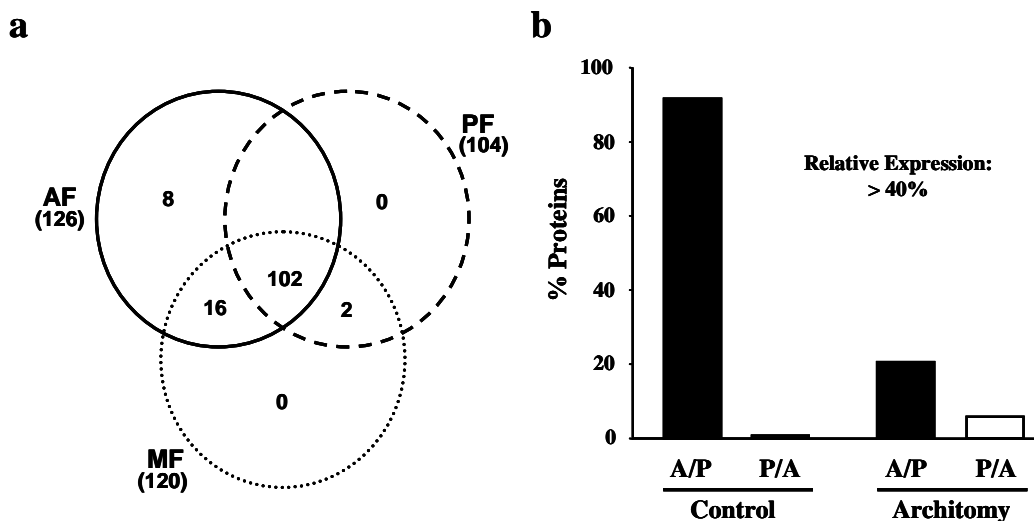 a
AF
(126)
PF
(104)
8
0
102
16
2
0
MF
(120)
b
% Proteins
100
80
60
40
20
0
Relative Expression:
> 40%
A/P P/A A/P P/A
Control Architomy